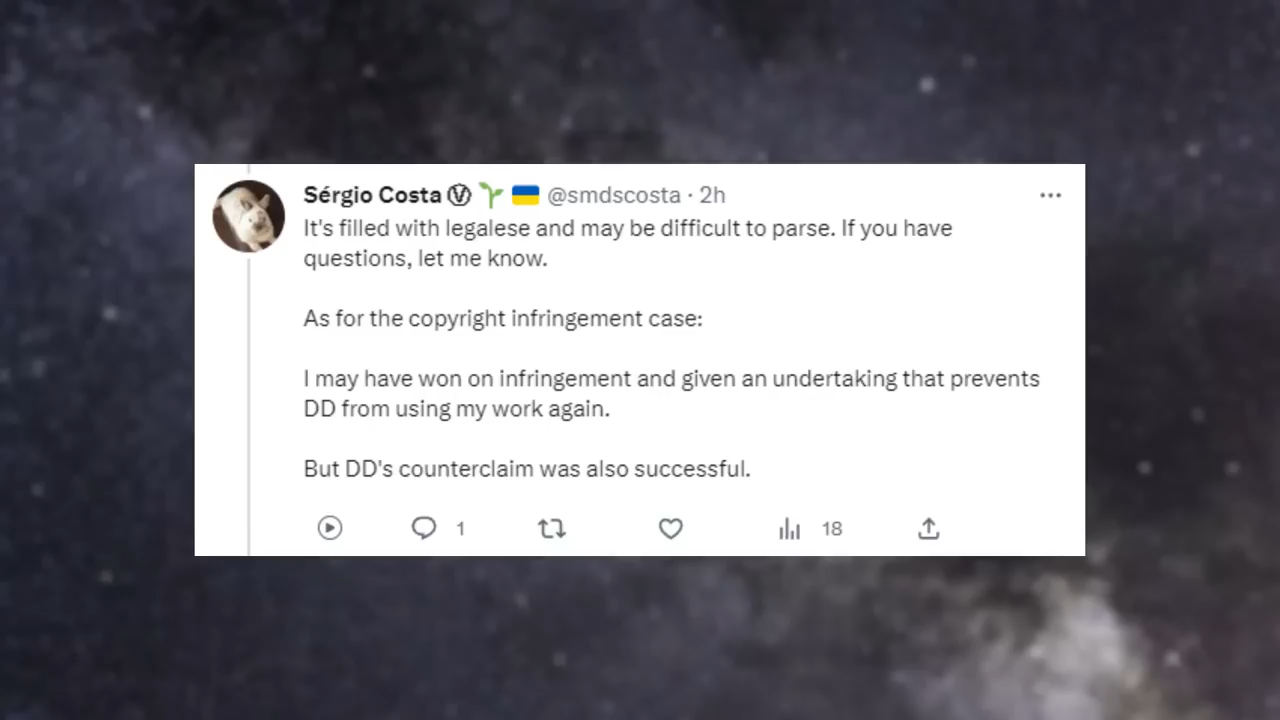 Sérgio Costa Ⓥ 🌱 🇺🇦 @smdscosta · 2h
It's filled with legalese and may be difficult to parse. If you have
questions, let me know.
As for the copyright infringement case:
I may have won on infringement and given an undertaking that prevents
DD from using my work again.
But DD's counterclaim was also successful.
1 18